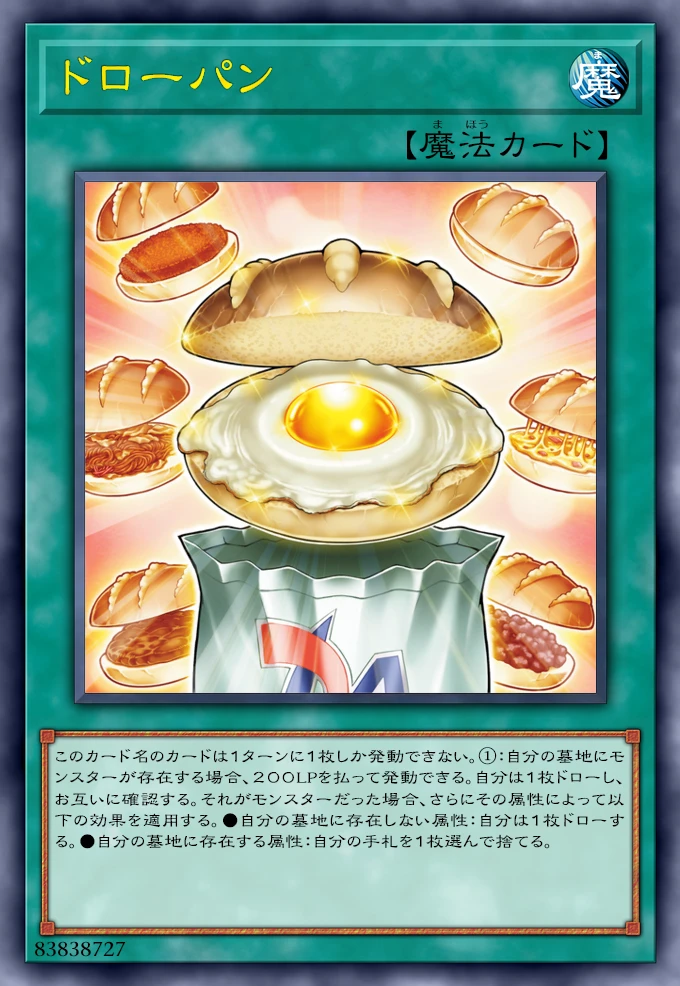 ドローパン
ま
魔
ま ほう
【魔法カード】
DA
このカード名のカードは１ターンに１枚しか発動できない。①：自分の墓地にモ
ンスターが存在する場合、２００LPを払って発動できる。自分は１枚ドローし、
お互いに確認する。それがモンスターだった場合、さらにその属性によって以
下の効果を適用する。●自分の墓地に存在しない属性：自分は１枚ドローす
る。●自分の墓地に存在する属性：自分の手札を１枚選んで捨てる。
83838727